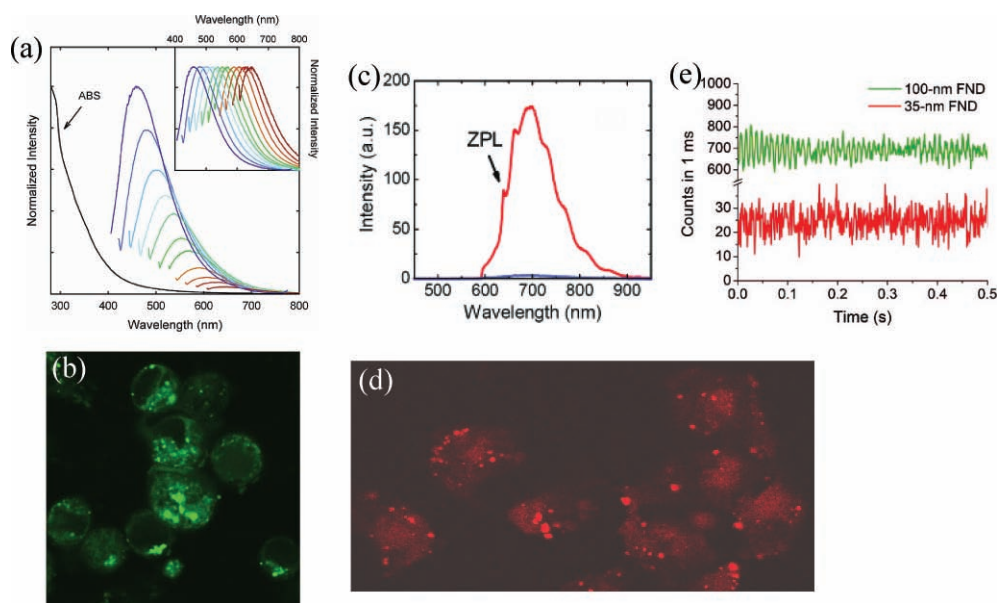 (a)
Wavelength (nm)
400 500 600 700 800
Normalized Intensity
ABS
Normalized Intensity
300 400 500 600 700 800
Wavelength (nm)
(b)
(c)
200
150
100
50
0
Intensity (a.u.)
ZPL
500 600 700 800 900
Wavelength (nm)
(d)
(e)
100-nm FND
35-nm FND
1000
900
800
700
600
30
20
10
0
Counts in 1 ms
0.0 0.1 0.2 0.3 0.4 0.5
Time (s)